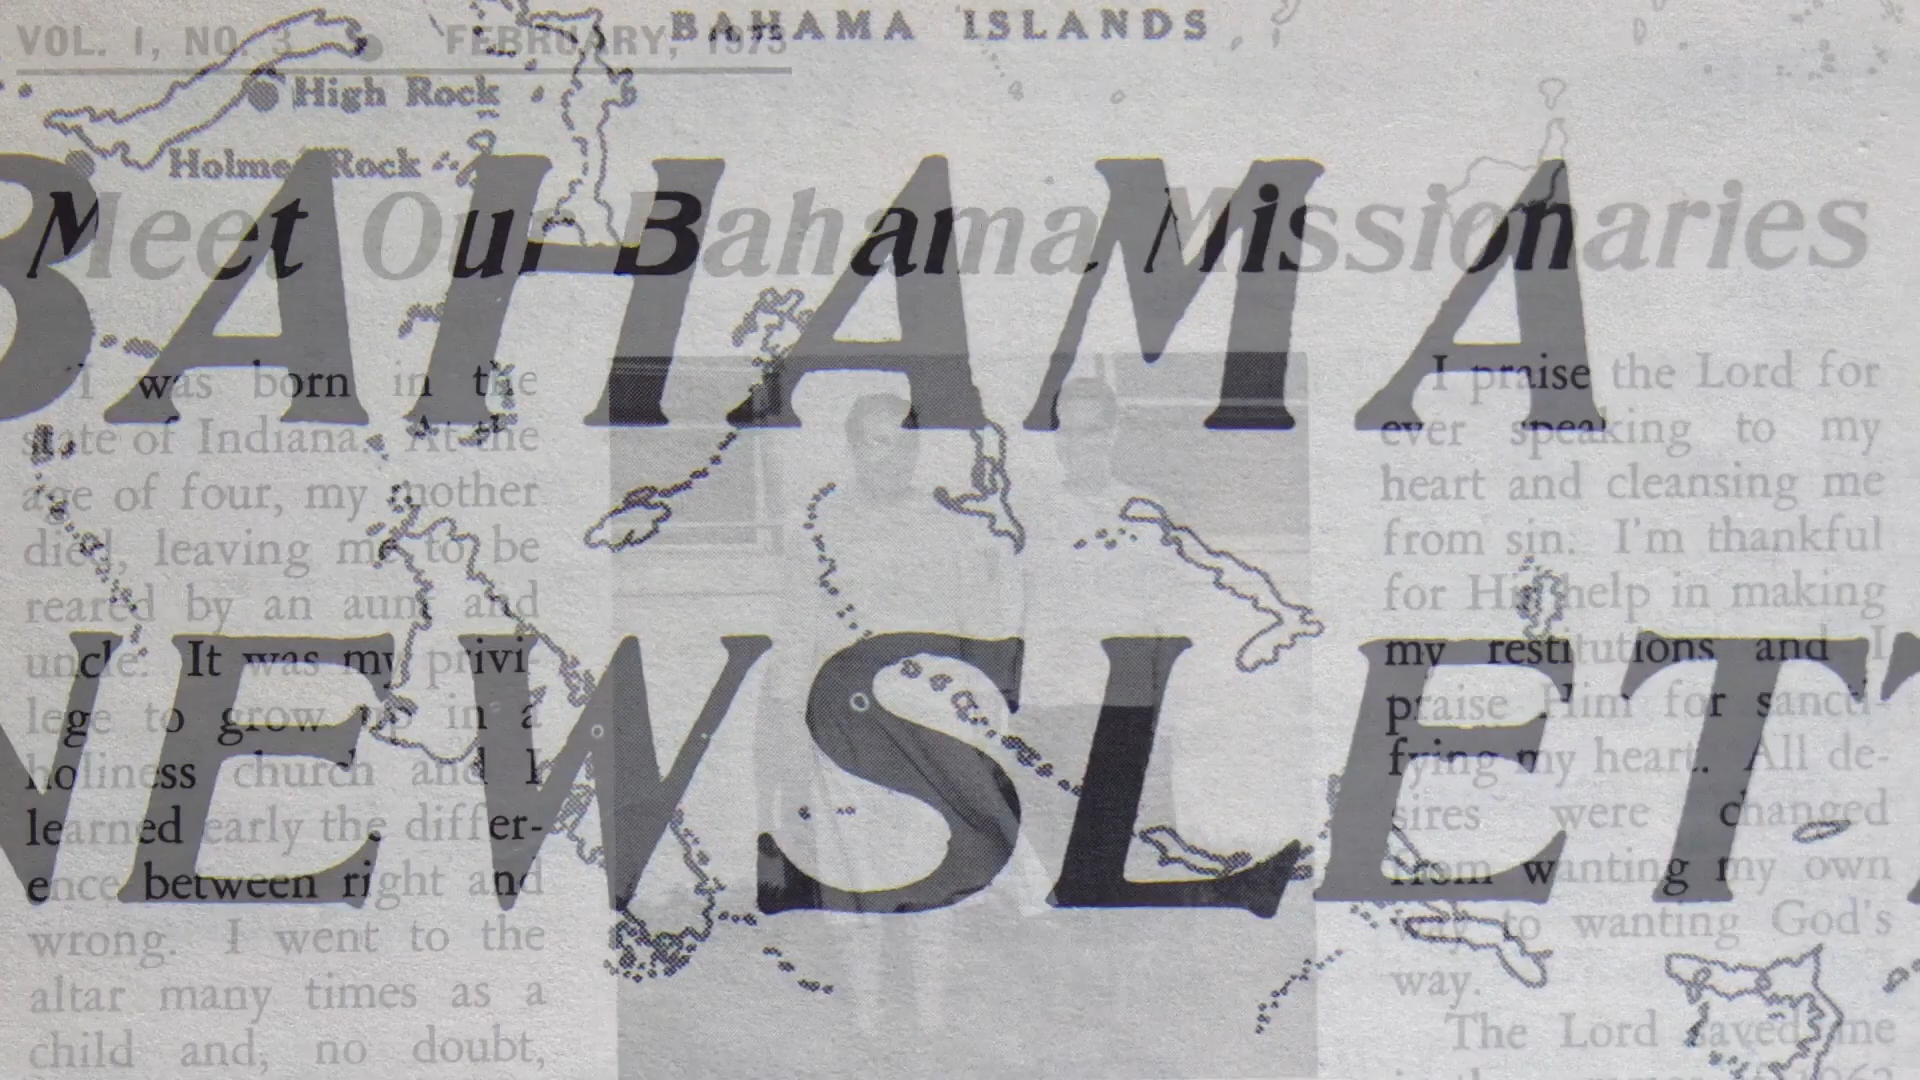 VOL. I, NO. 3 FEBRUARY, 1975
BAHAMA ISLANDS
High Rock
Holmes Rock
BAHAMA
Meet Our Bahama Missionaries
NEWSLETT
I was born in the
state of Indiana. At the
age of four, my mother
died, leaving me to be
reared by an aunt and
uncle. It was my privi-
lege to grow up in a
holiness church and I
learned early the differ-
ence between right and
wrong. I went to the
altar many times as a
child and, no doubt,
I praise the Lord for
ever speaking to my
heart and cleansing me
from sin. I'm thankful
for His help in making
my restitutions and I
praise Him for sancti-
fying my heart. All de-
sires were changed
from wanting my own
way to wanting God's
way.
The Lord saved me